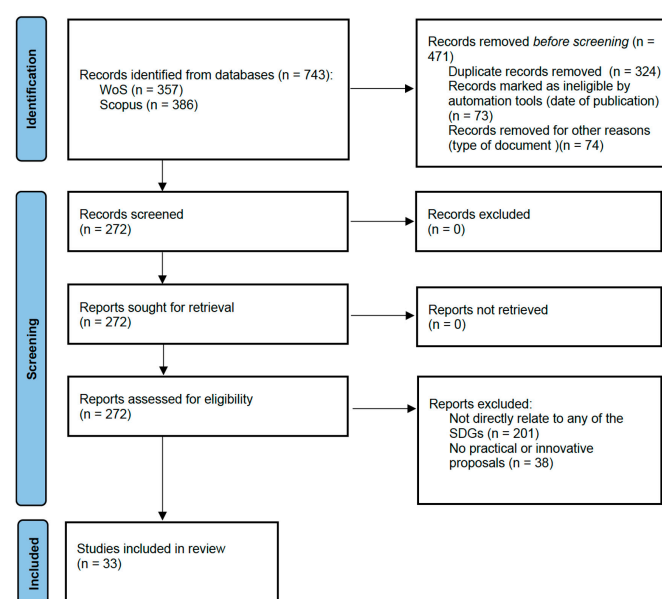 Identification
Records identified from databases (n = 743):
WoS (n = 357)
Scopus (n = 386)
Records removed before screening (n =
471)
Duplicate records removed  (n = 324)
Records marked as ineligible by
automation tools (date of publication)
(n = 73)
Records removed for other reasons
(type of document )(n = 74)
Screening
Records screened
(n = 272)
Records excluded
(n = 0)
Reports sought for retrieval
(n = 272)
Reports not retrieved
(n = 0)
Reports assessed for eligibility
(n = 272)
Reports excluded:
Not directly relate to any of the
SDGs (n = 201)
No practical or innovative
proposals (n = 38)
Included
Studies included in review
(n = 33)